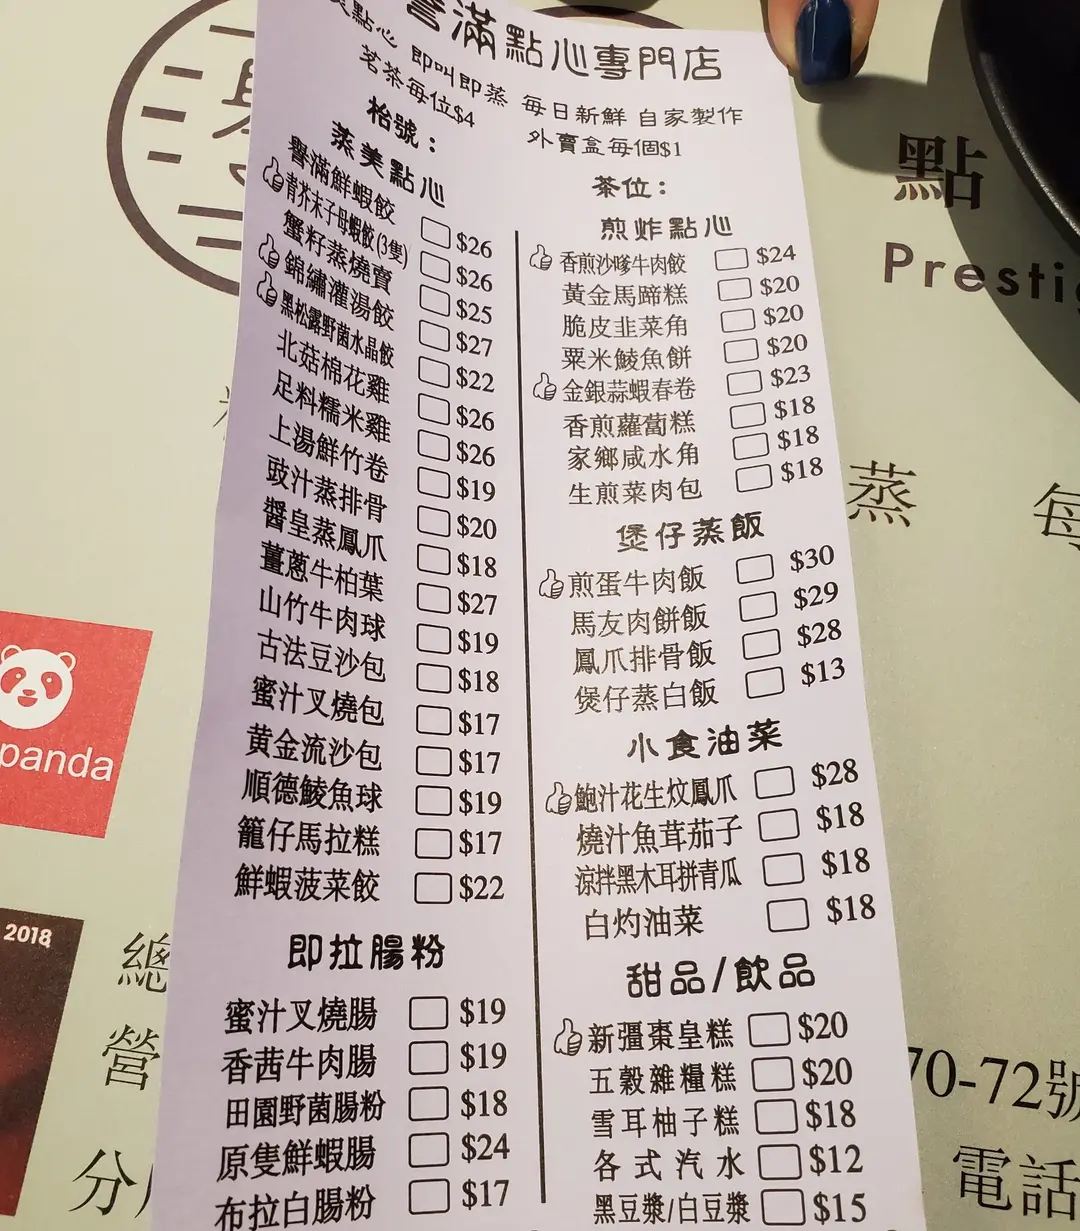 譽滿點心專門店
美點心 即叫即蒸 每日新鮮 自家製作
茗茶每位$4
外賣盒每個$1
枱號：
茶位：
蒸美點心
譽滿鮮蝦餃 $26
青芥末子母蝦餃(3隻) $26
蟹籽蒸燒賣 $25
錦繡灌湯餃 $27
黑松露野菌水晶餃 $22
北菇棉花雞 $26
足料糯米雞 $26
上湯鮮竹卷 $19
豉汁蒸排骨 $20
醬皇蒸鳳爪 $18
薑蔥牛柏葉 $27
山竹牛肉球 $19
古法豆沙包 $18
蜜汁叉燒包 $17
黃金流沙包 $17
順德鯪魚球 $19
籠仔馬拉糕 $17
鮮蝦菠菜餃 $22
即拉腸粉
蜜汁叉燒腸 $19
香茜牛肉腸 $19
田園野菌腸粉 $18
原隻鮮蝦腸 $24
布拉白腸粉 $17
煎炸點心
香煎沙嗲牛肉餃 $24
黃金馬蹄糕 $20
脆皮韭菜角 $20
粟米鯪魚餅 $20
金銀蒜蝦春卷 $23
香煎蘿蔔糕 $18
家鄉咸水角 $18
生煎菜肉包 $18
煲仔蒸飯
煎蛋牛肉飯 $30
馬友肉餅飯 $29
鳳爪排骨飯 $28
煲仔蒸白飯 $13
小食油菜
鮑汁花生炆鳳爪 $28
燒汁魚茸茄子 $18
涼拌黑木耳拼青瓜 $18
白灼油菜 $18
甜品/飲品
新彊棗皇糕 $20
五穀雜糧糕 $20
雪耳柚子糕 $18
各式汽水 $12
黑豆漿/白豆漿 $15
點
Presti
蒸 每
panda
2018
總
營
分
70-72號
電話